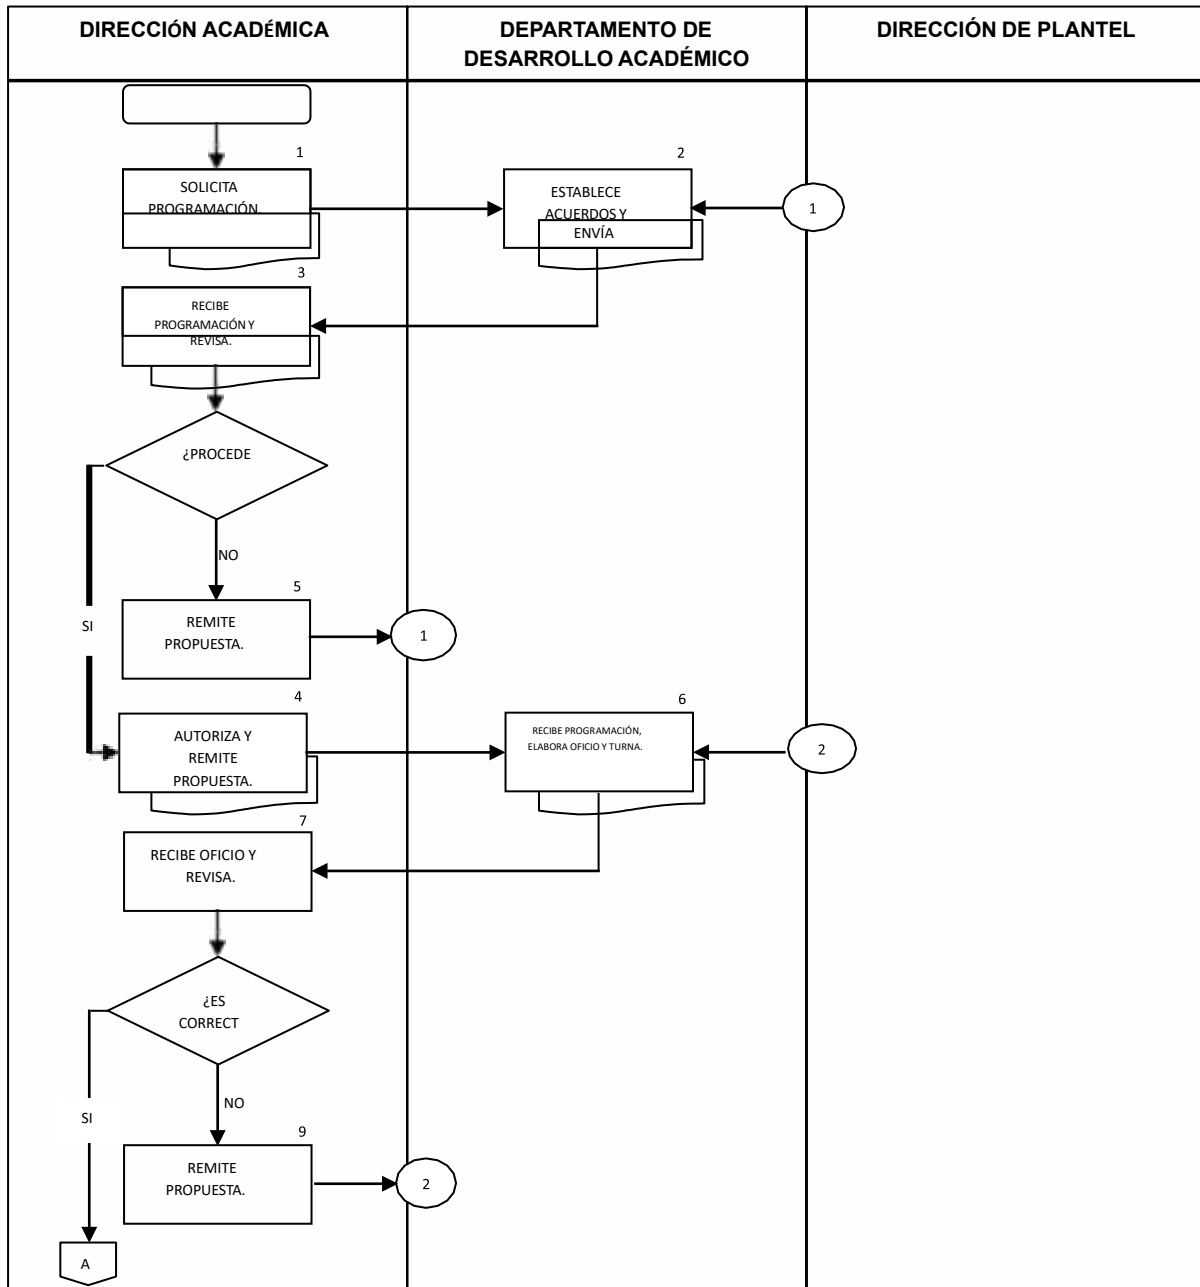 DIRECCIÓN ACADÉMICA
DEPARTAMENTO DE
DESARROLLO ACADÉMICO
DIRECCIÓN DE PLANTEL
1
SOLICITA
PROGRAMACIÓN.
2
ESTABLECE
ACUERDOS Y
ENVÍA
1
3
RECIBE
PROGRAMACIÓN Y
REVISA.
¿PROCEDE
NO
SI
5
REMITE
PROPUESTA.
1
4
AUTORIZA Y
REMITE
PROPUESTA.
6
RECIBE PROGRAMACIÓN,
ELABORA OFICIO Y TURNA.
2
7
RECIBE OFICIO Y
REVISA.
¿ES
CORRECT
NO
SI
9
REMITE
PROPUESTA.
2
A